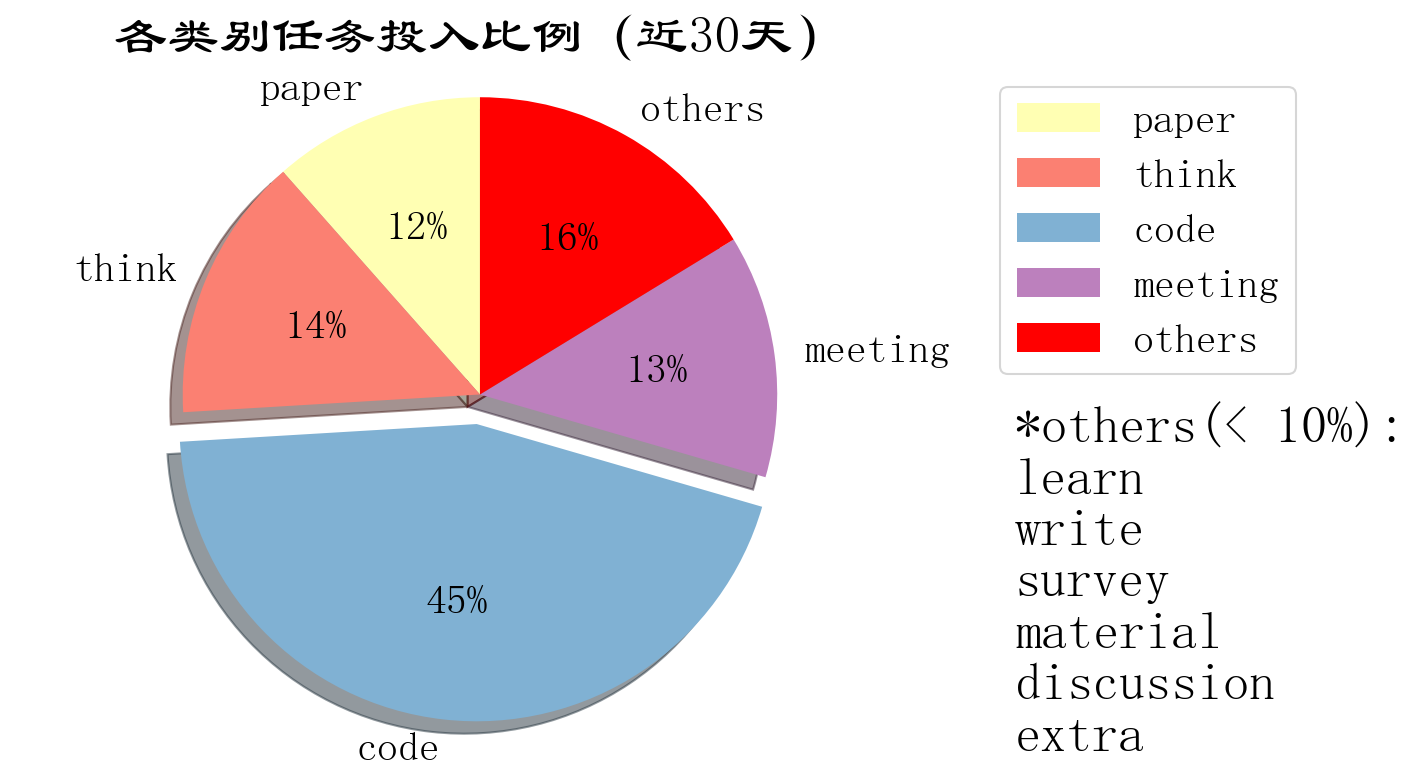 各类别任务投入比例 (近30天)
paper
others
12%
16%
think
14%
meeting
13%
45%
code
paper
think
code
meeting
others
*others(< 10%):
learn
write
survey
material
discussion
extra